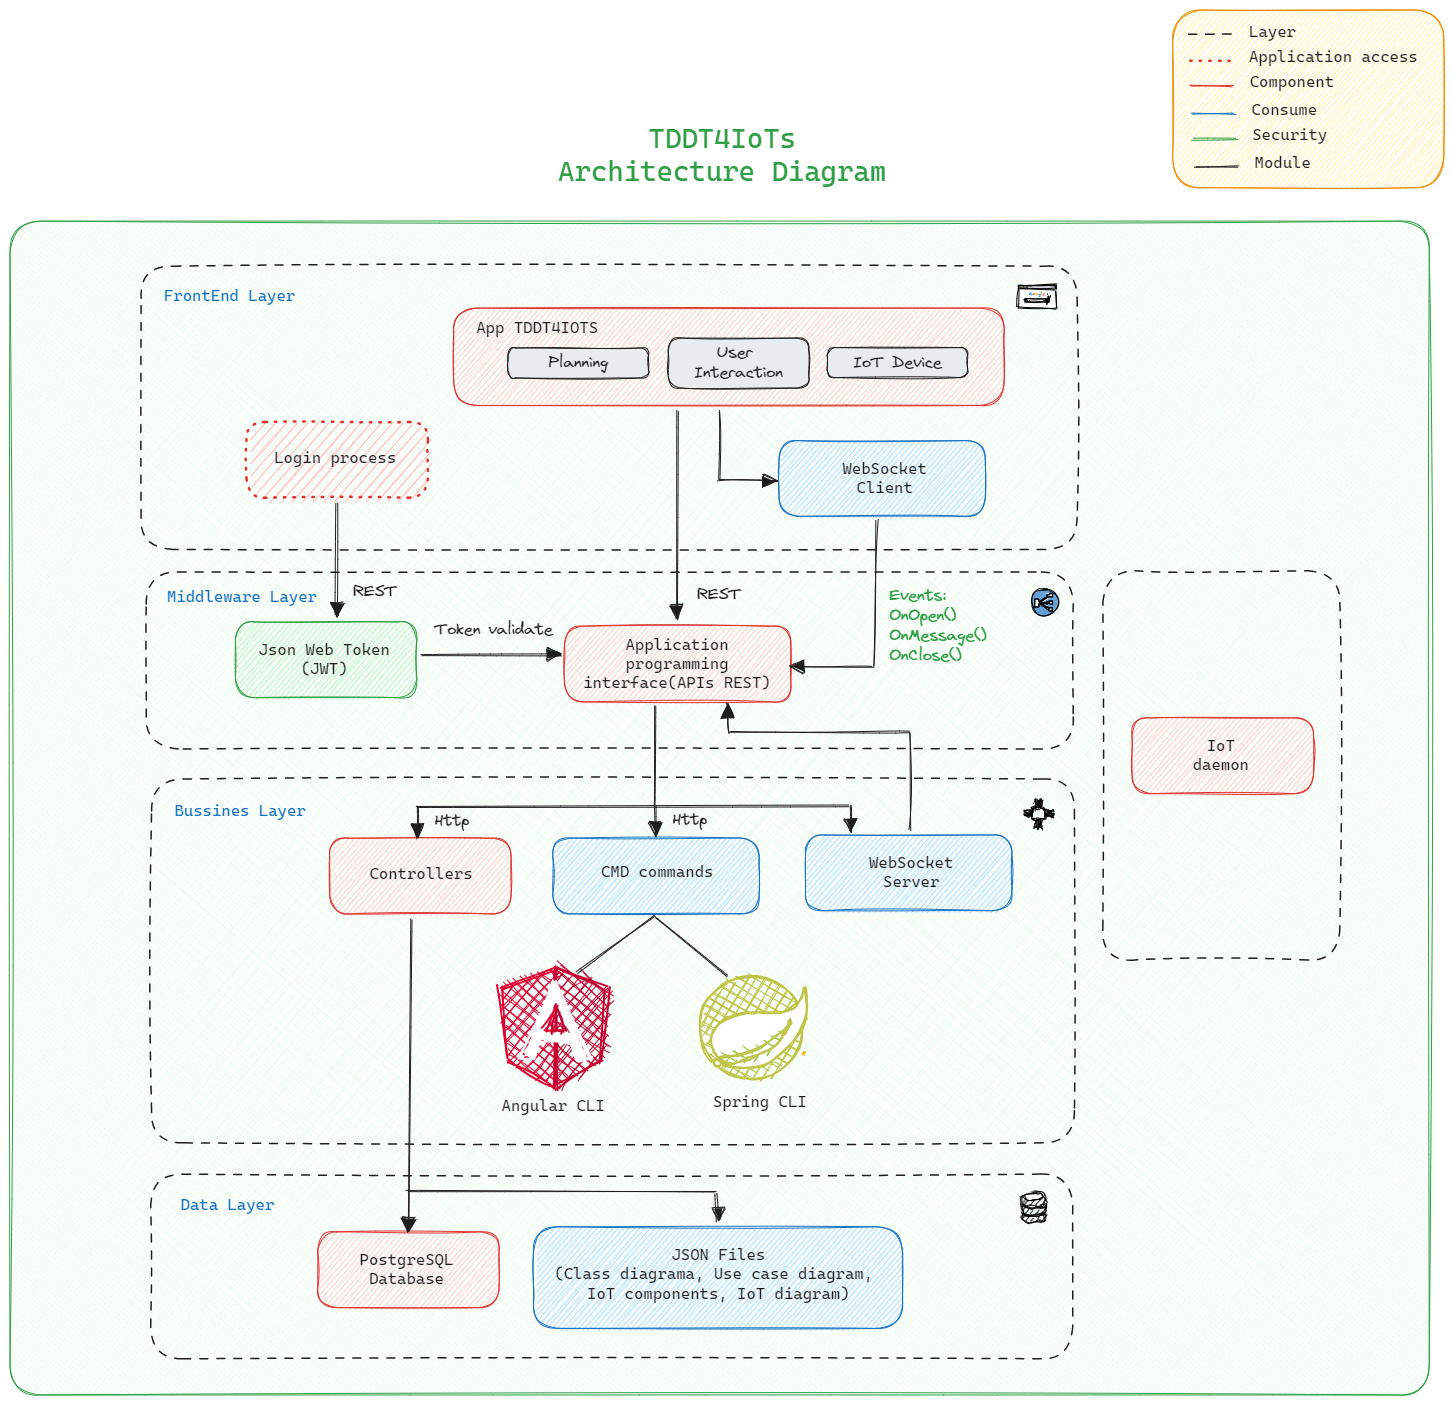 Layer
Application access
Component
Consume
Security
Module
TDDT4IoTs
Architecture Diagram
FrontEnd Layer
App TDDT4IOTS
Planning
User
Interaction
IoT Device
Login process
WebSocket
Client
Middleware Layer
REST
REST
Events:
OnOpen()
OnMessage()
OnClose()
Json Web Token
(JWT)
Token validate
Application
programming
interface(APIs REST)
IoT
daemon
Bussines Layer
Http
Http
Controllers
CMD commands
WebSocket
Server
Angular CLI
Spring CLI
Data Layer
PostgreSQL
Database
JSON Files
(Class diagrama, Use case diagram,
IoT components, IoT diagram)